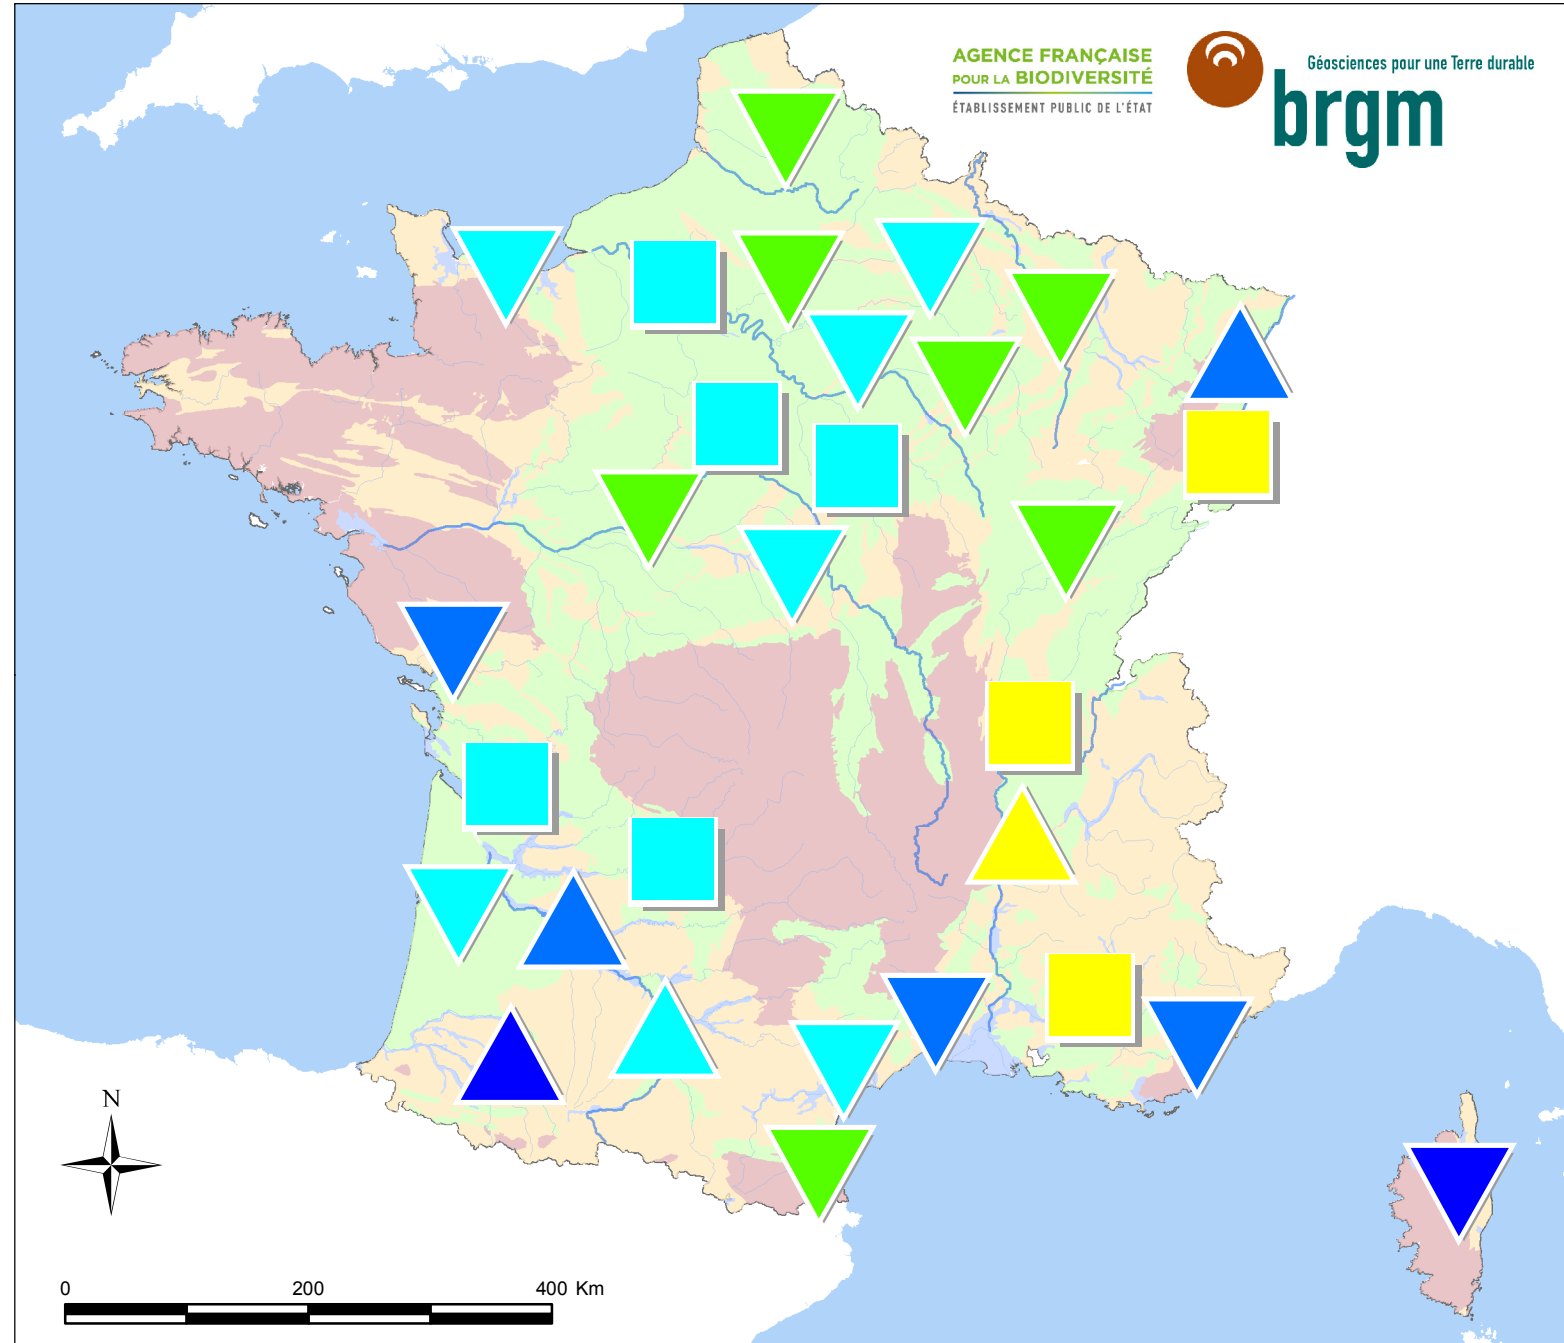 AGENCE FRANÇAISE
POUR LA BIODIVERSITÉ
ÉTABLISSEMENT PUBLIC DE L'ÉTAT
Géosciences pour une Terre durable
brgm
N
0 200 400 Km